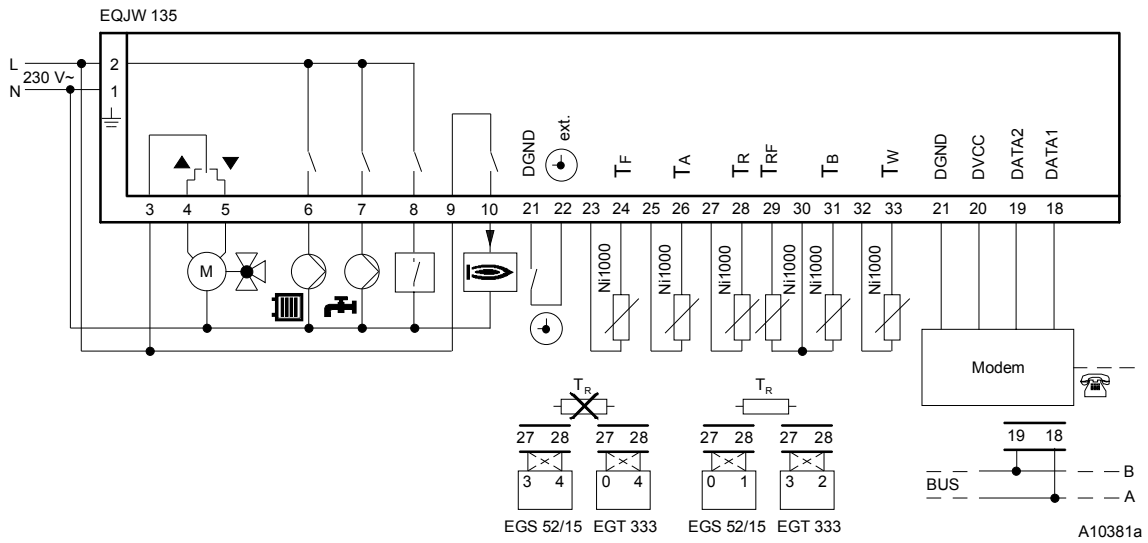 EQJW 135
L
230 V~
N
2
1
▲ ▼
DGND ext. TF TA TR TRF TB TW DGND DVCC DATA2 DATA1
3 4 5 6 7 8 9 10 21 22 23 24 25 26 27 28 29 30 31 32 33 21 20 19 18
M
Ni1000 Ni1000 Ni1000 Ni1000 Ni1000 Ni1000
Modem
TR TR
27 28 27 28 27 28 27 28
x x x x
3 4 0 4 0 1 3 2
EGS 52/15 EGT 333 EGS 52/15 EGT 333
19 18
BUS
B
A
A10381a